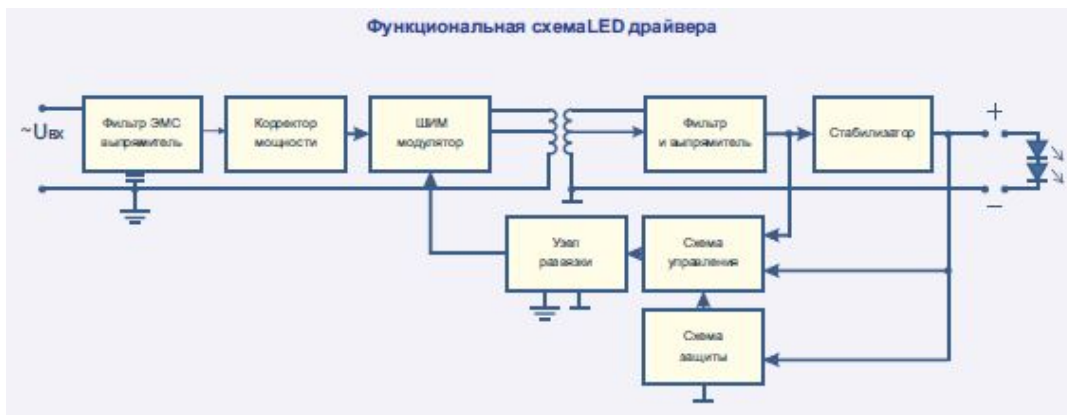 Функциональная схемаLED драйвера
~Uвх
Фильтр ЭМС
выпрямитель
Корректор
мощности
ШИМ
модулятор
Фильтр
и выпрямитель
Стабилизатор
+
–
Узел
развязки
Схема
управления
Схема
защиты